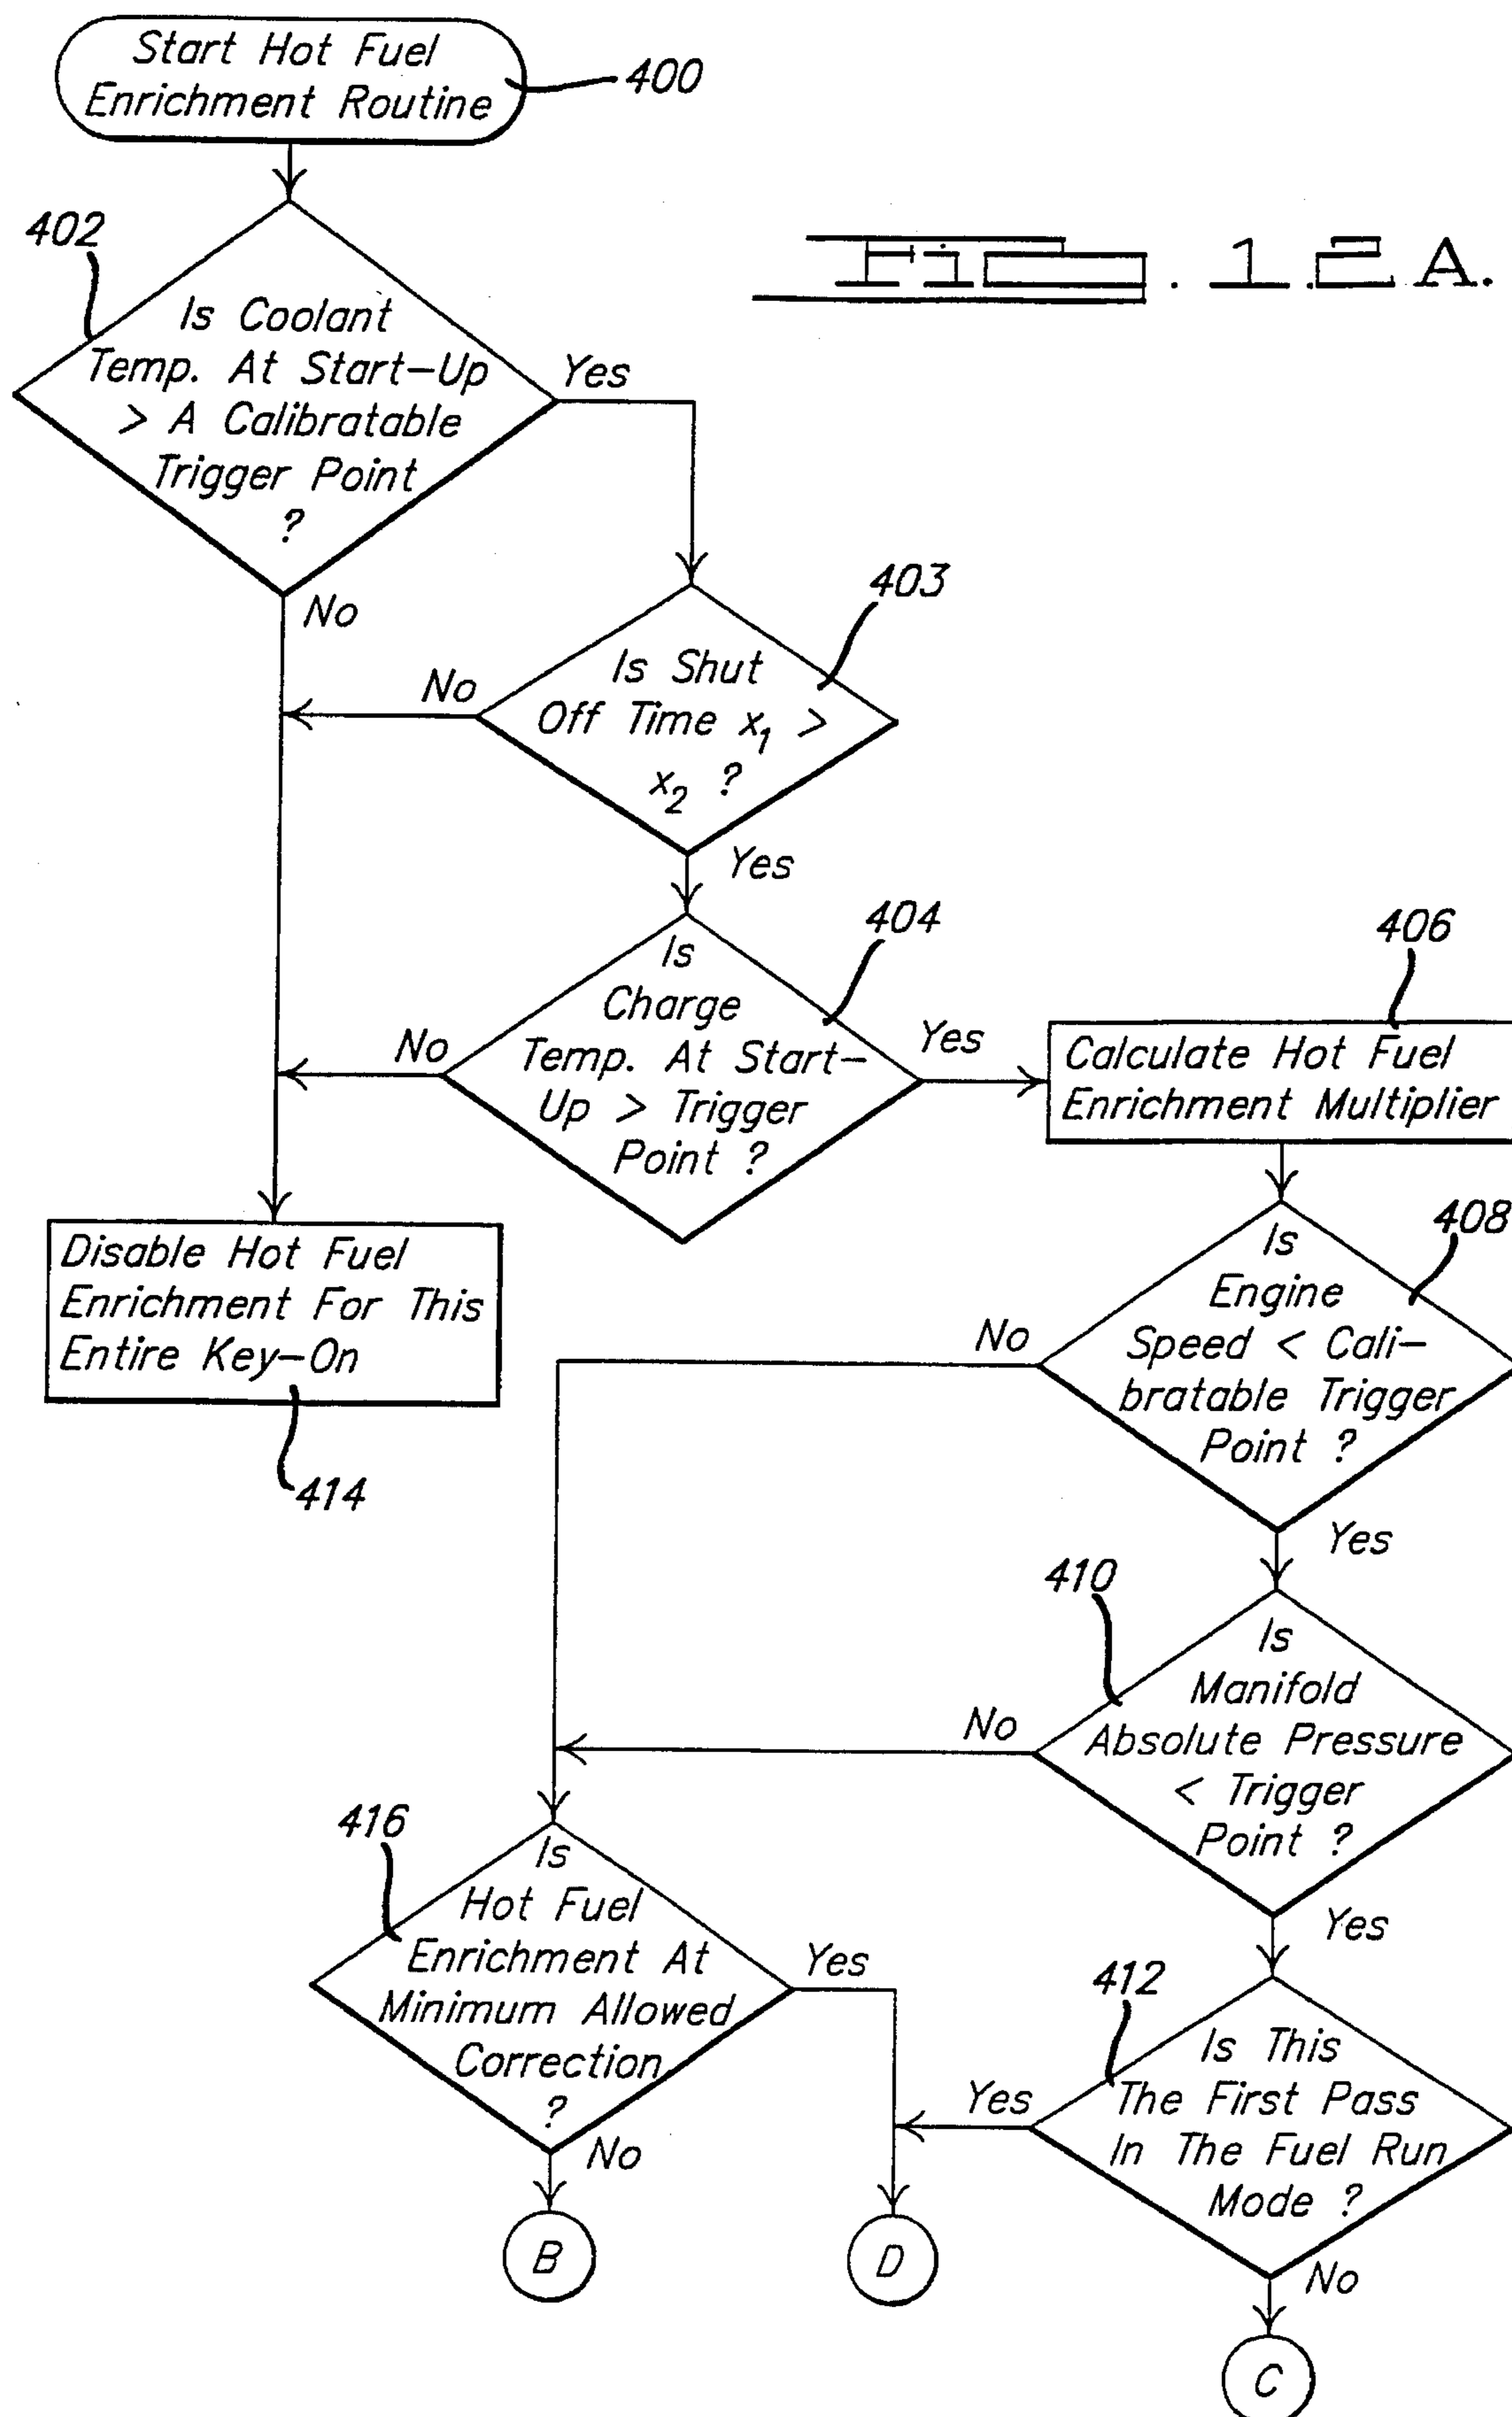 Start Hot Fuel
Enrichment Routine
400
402
Is Coolant
Temp. At Start-Up
> A Calibratable
Trigger Point
?
Yes
No
403
Is Shut
Off Time x₁ >
x₂ ?
No
Yes
404
Is
Charge
Temp. At Start-
Up > Trigger
Point ?
No
Yes
406
Calculate Hot Fuel
Enrichment Multiplier
Disable Hot Fuel
Enrichment For This
Entire Key-On
414
408
Is
Engine
Speed < Cali-
bratable Trigger
Point ?
No
Yes
410
Is
Manifold
Absolute Pressure
< Trigger
Point ?
No
Yes
416
Is
Hot Fuel
Enrichment At
Minimum Allowed
Correction
?
Yes
No
412
Is This
The First Pass
In The Fuel Run
Mode ?
Yes
No
B
D
C